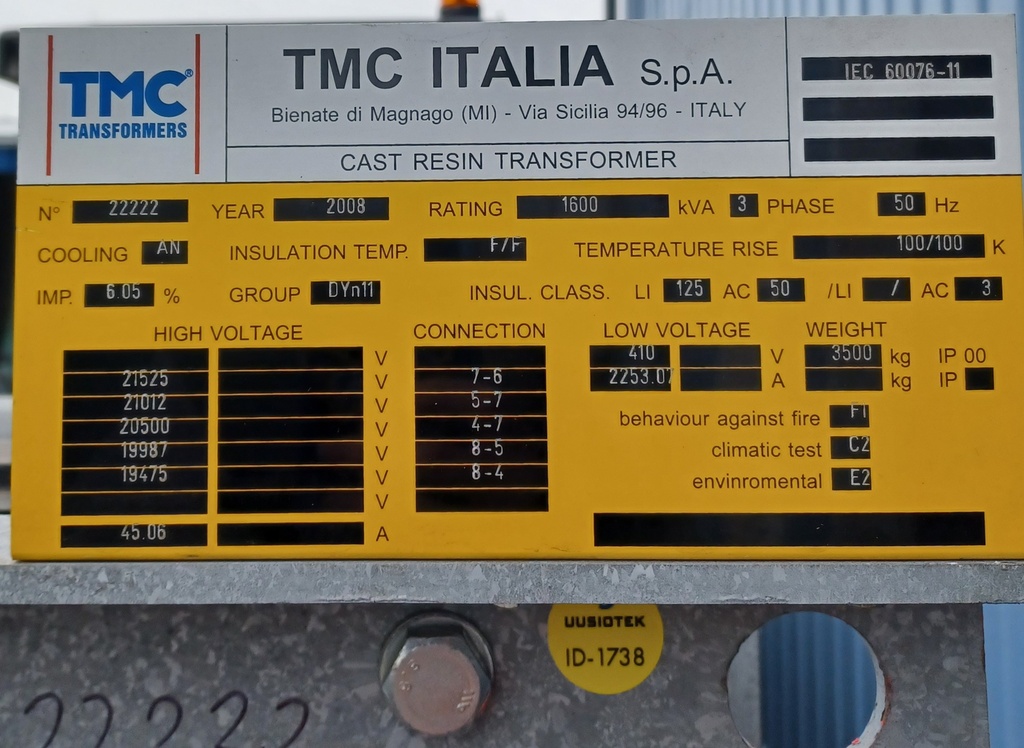 TMC®
TRANSFORMERS
TMC ITALIA S.p.A.
Bienate di Magnago (MI) - Via Sicilia 94/96 - ITALY
CAST RESIN TRANSFORMER
IEC 60076-11
N° 22222 YEAR 2008 RATING 1600 kVA 3 PHASE 50 Hz
COOLING AN INSULATION TEMP. F/F TEMPERATURE RISE 100/100 K
IMP. 6.05 % GROUP DYn11 INSUL. CLASS. LI 125 AC 50 /LI / AC 3
HIGH VOLTAGE CONNECTION LOW VOLTAGE WEIGHT
V 410 V 3500 kg IP 00
21525 V 7-6 2253.07 A kg IP
21012 V 5-7
20500 V 4-7
19987 V 8-5
19475 V 8-4
V
45.06 A
behaviour against fire F1
climatic test C2
envinromental E2
UUSIOTEK
ID-1738
22222